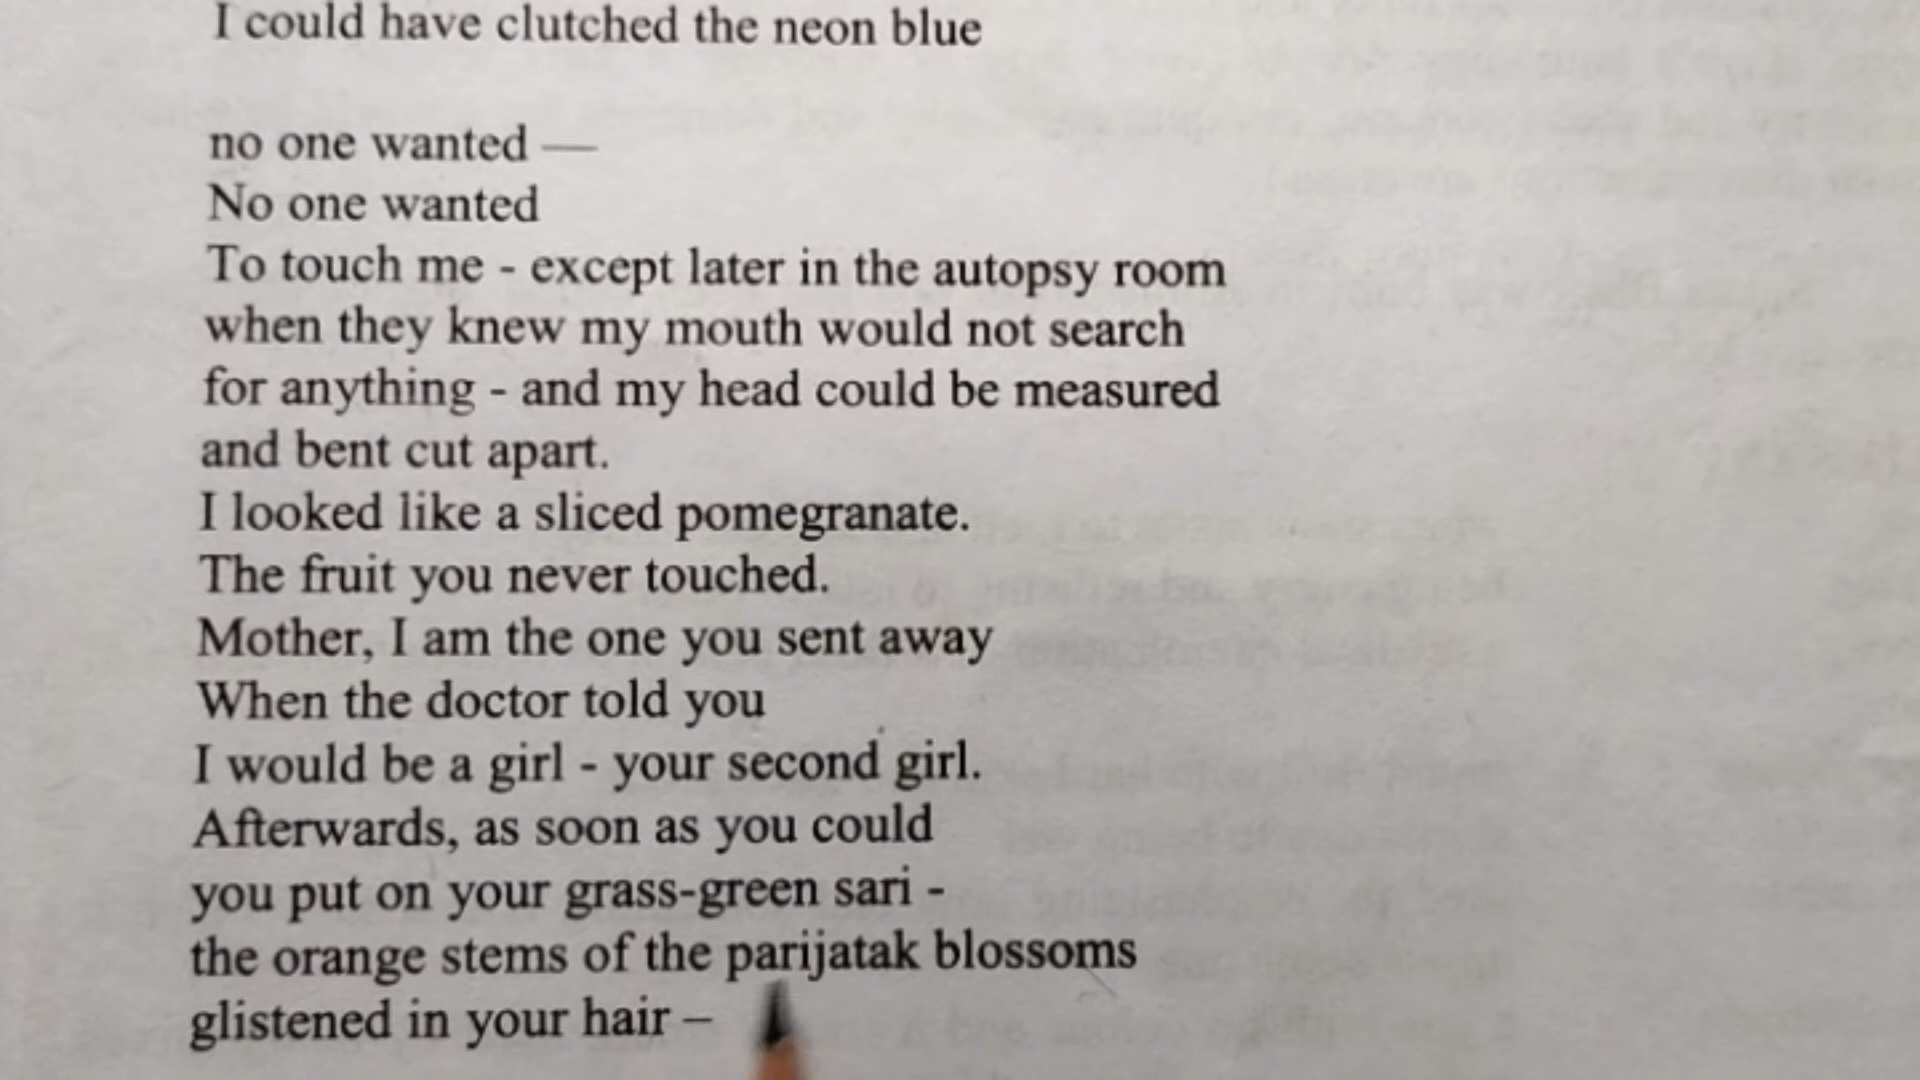 I could have clutched the neon blue
no one wanted —
No one wanted
To touch me - except later in the autopsy room
when they knew my mouth would not search
for anything - and my head could be measured
and bent cut apart.
I looked like a sliced pomegranate.
The fruit you never touched.
Mother, I am the one you sent away
When the doctor told you
I would be a girl - your second girl.
Afterwards, as soon as you could
you put on your grass-green sari -
the orange stems of the parijatak blossoms
glistened in your hair –